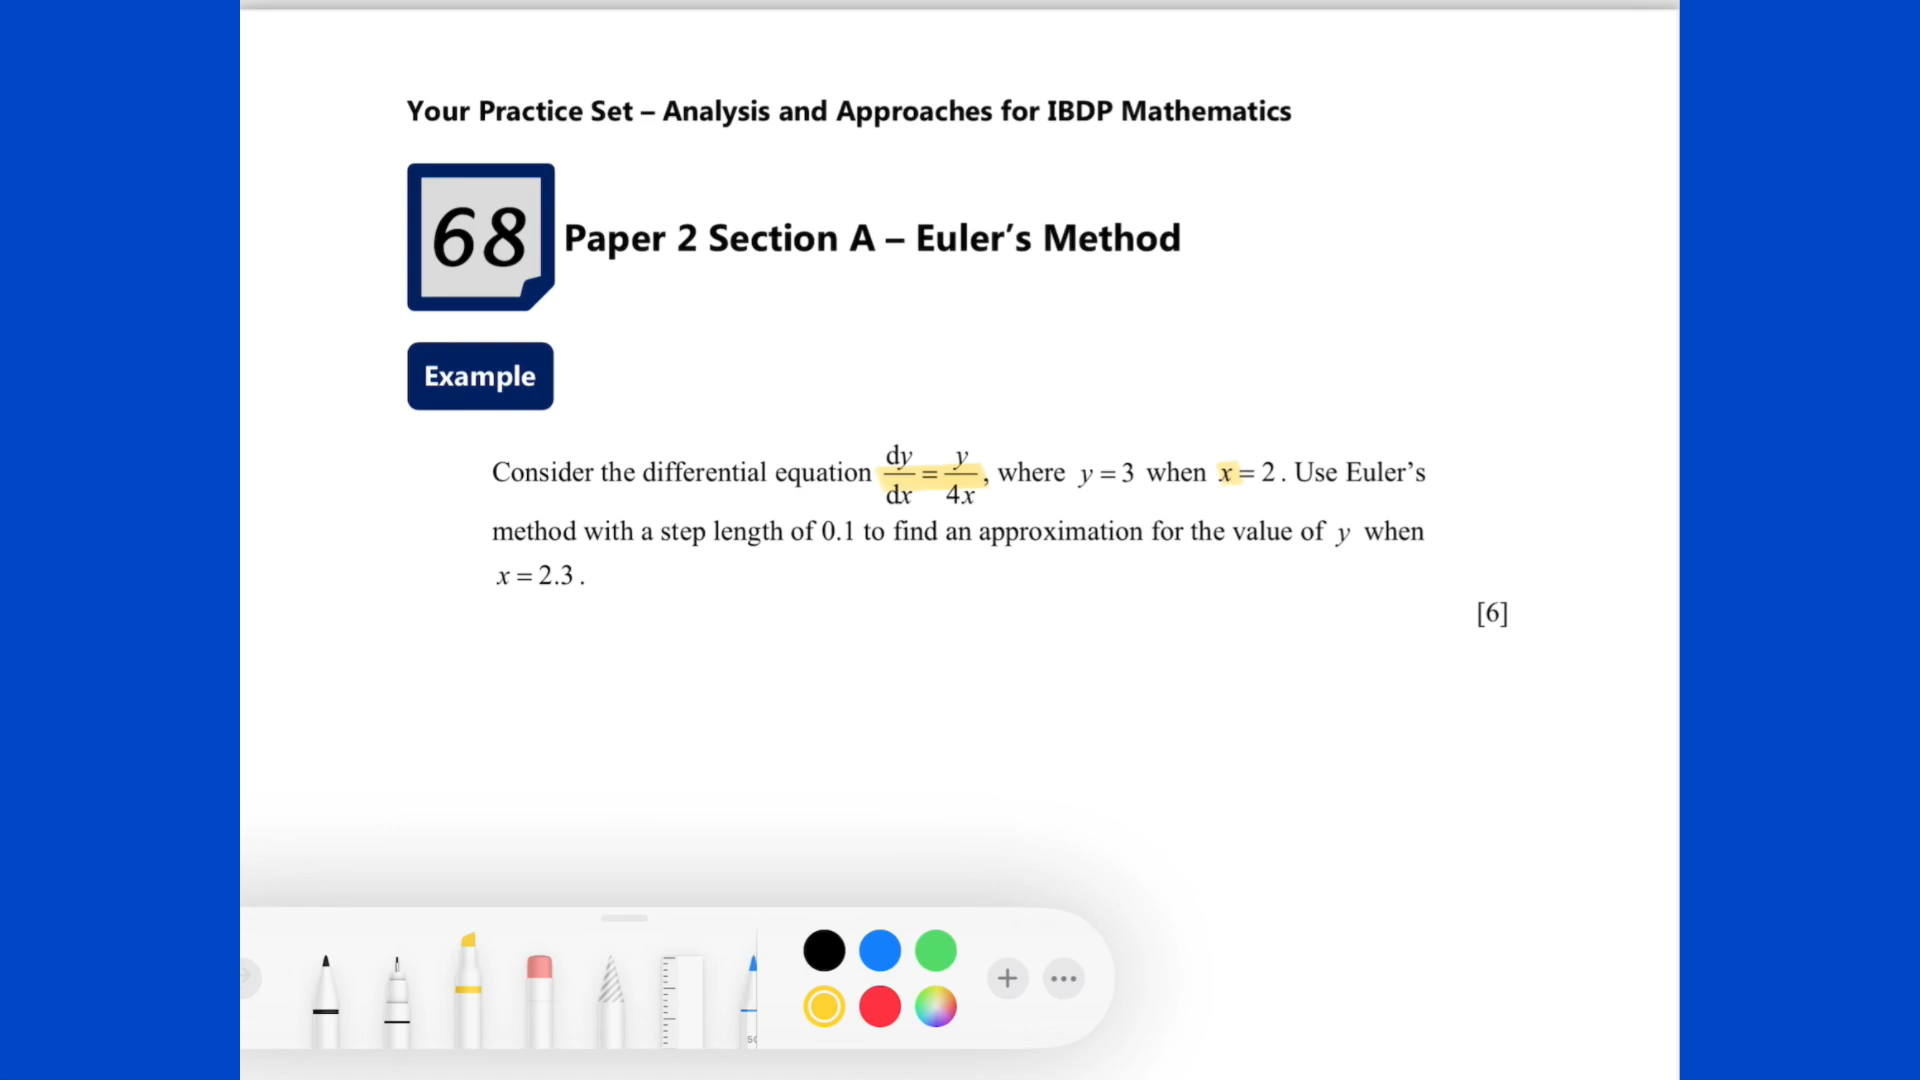 Your Practice Set – Analysis and Approaches for IBDP Mathematics
68
Paper 2 Section A – Euler’s Method
Example
Consider the differential equation dy/dx = y/4x, where y = 3 when x = 2. Use Euler’s
method with a step length of 0.1 to find an approximation for the value of y when
x = 2.3.
[6]